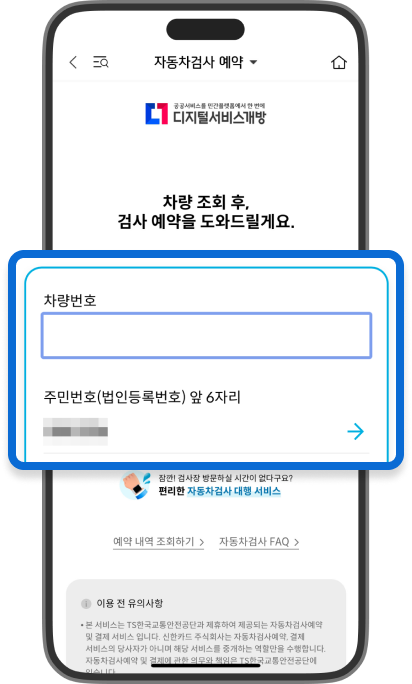 자동차검사 예약
공공서비스를 민간플랫폼에서 한 번에
디지털서비스개방
차량 조회 후,
검사 예약을 도와드릴게요.
차량번호
주민번호(법인등록번호) 앞 6자리
잠깐! 검사장 방문하실 시간이 없다구요?
편리한 자동차검사 대행 서비스
예약 내역 조회하기 > 자동차검사 FAQ >
이용 전 유의사항
• 본 서비스는 TS한국교통안전공단과 제휴하여 제공되는 자동차검사예약
및 결제 서비스 입니다. 신한카드 주식회사는 자동차검사예약, 결제
서비스의 당사자가 아니며 해당 서비스를 중개하는 역할만을 수행합니다.
자동차검사예약 및 결제에 관한 의무와 책임은 TS한국교통안전공단에
있습니다.